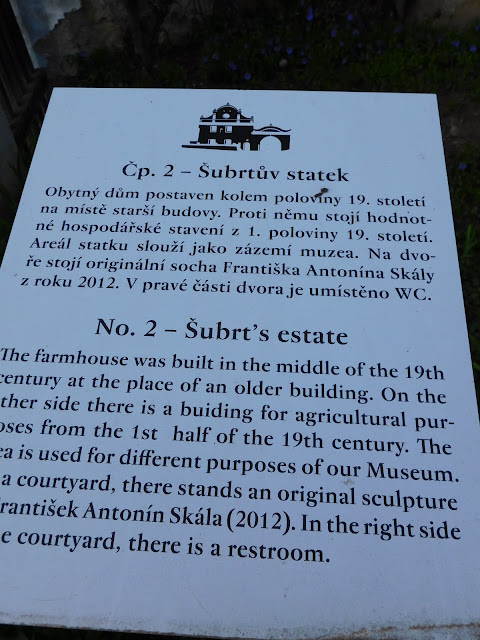 Čp. 2 – Šubrtův statek
Obytný dům postaven kolem poloviny 19. století
na místě starší budovy. Proti němu stojí hodnot-
né hospodářské stavení z 1. poloviny 19. století.
Areál statku slouží jako zázemí muzea. Na dvo-
ře stojí originální socha Františka Antonína Skály
z roku 2012. V pravé části dvora je umístěno WC.
No. 2 – Šubrt's estate
The farmhouse was built in the middle of the 19th
century at the place of an older building. On the
ther side there is a buiding for agricultural pur-
oses from the 1st half of the 19th century. The
ea is used for different purposes of our Museum.
a courtyard, there stands an original sculpture
rantišek Antonín Skála (2012). In the right side
e courtyard, there is a restroom.